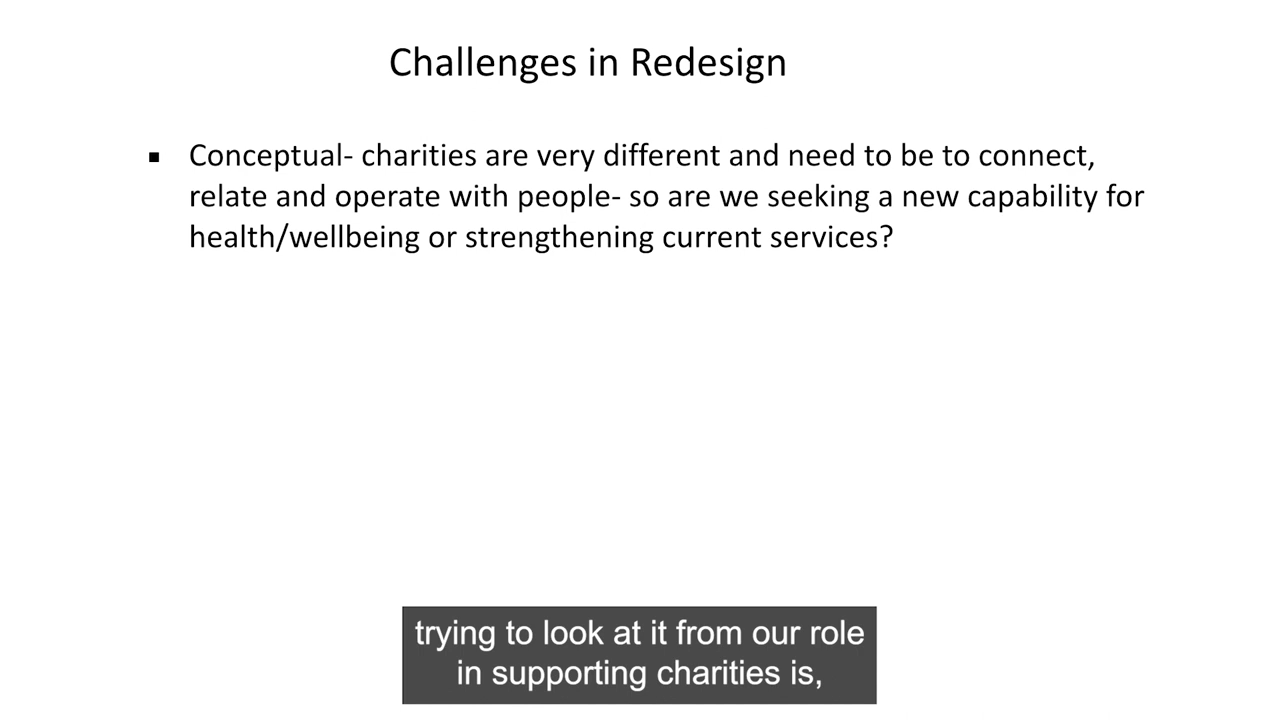 Challenges in Redesign
▪ Conceptual- charities are very different and need to be to connect,
relate and operate with people- so are we seeking a new capability for
health/wellbeing or strengthening current services?
trying to look at it from our role
in supporting charities is,